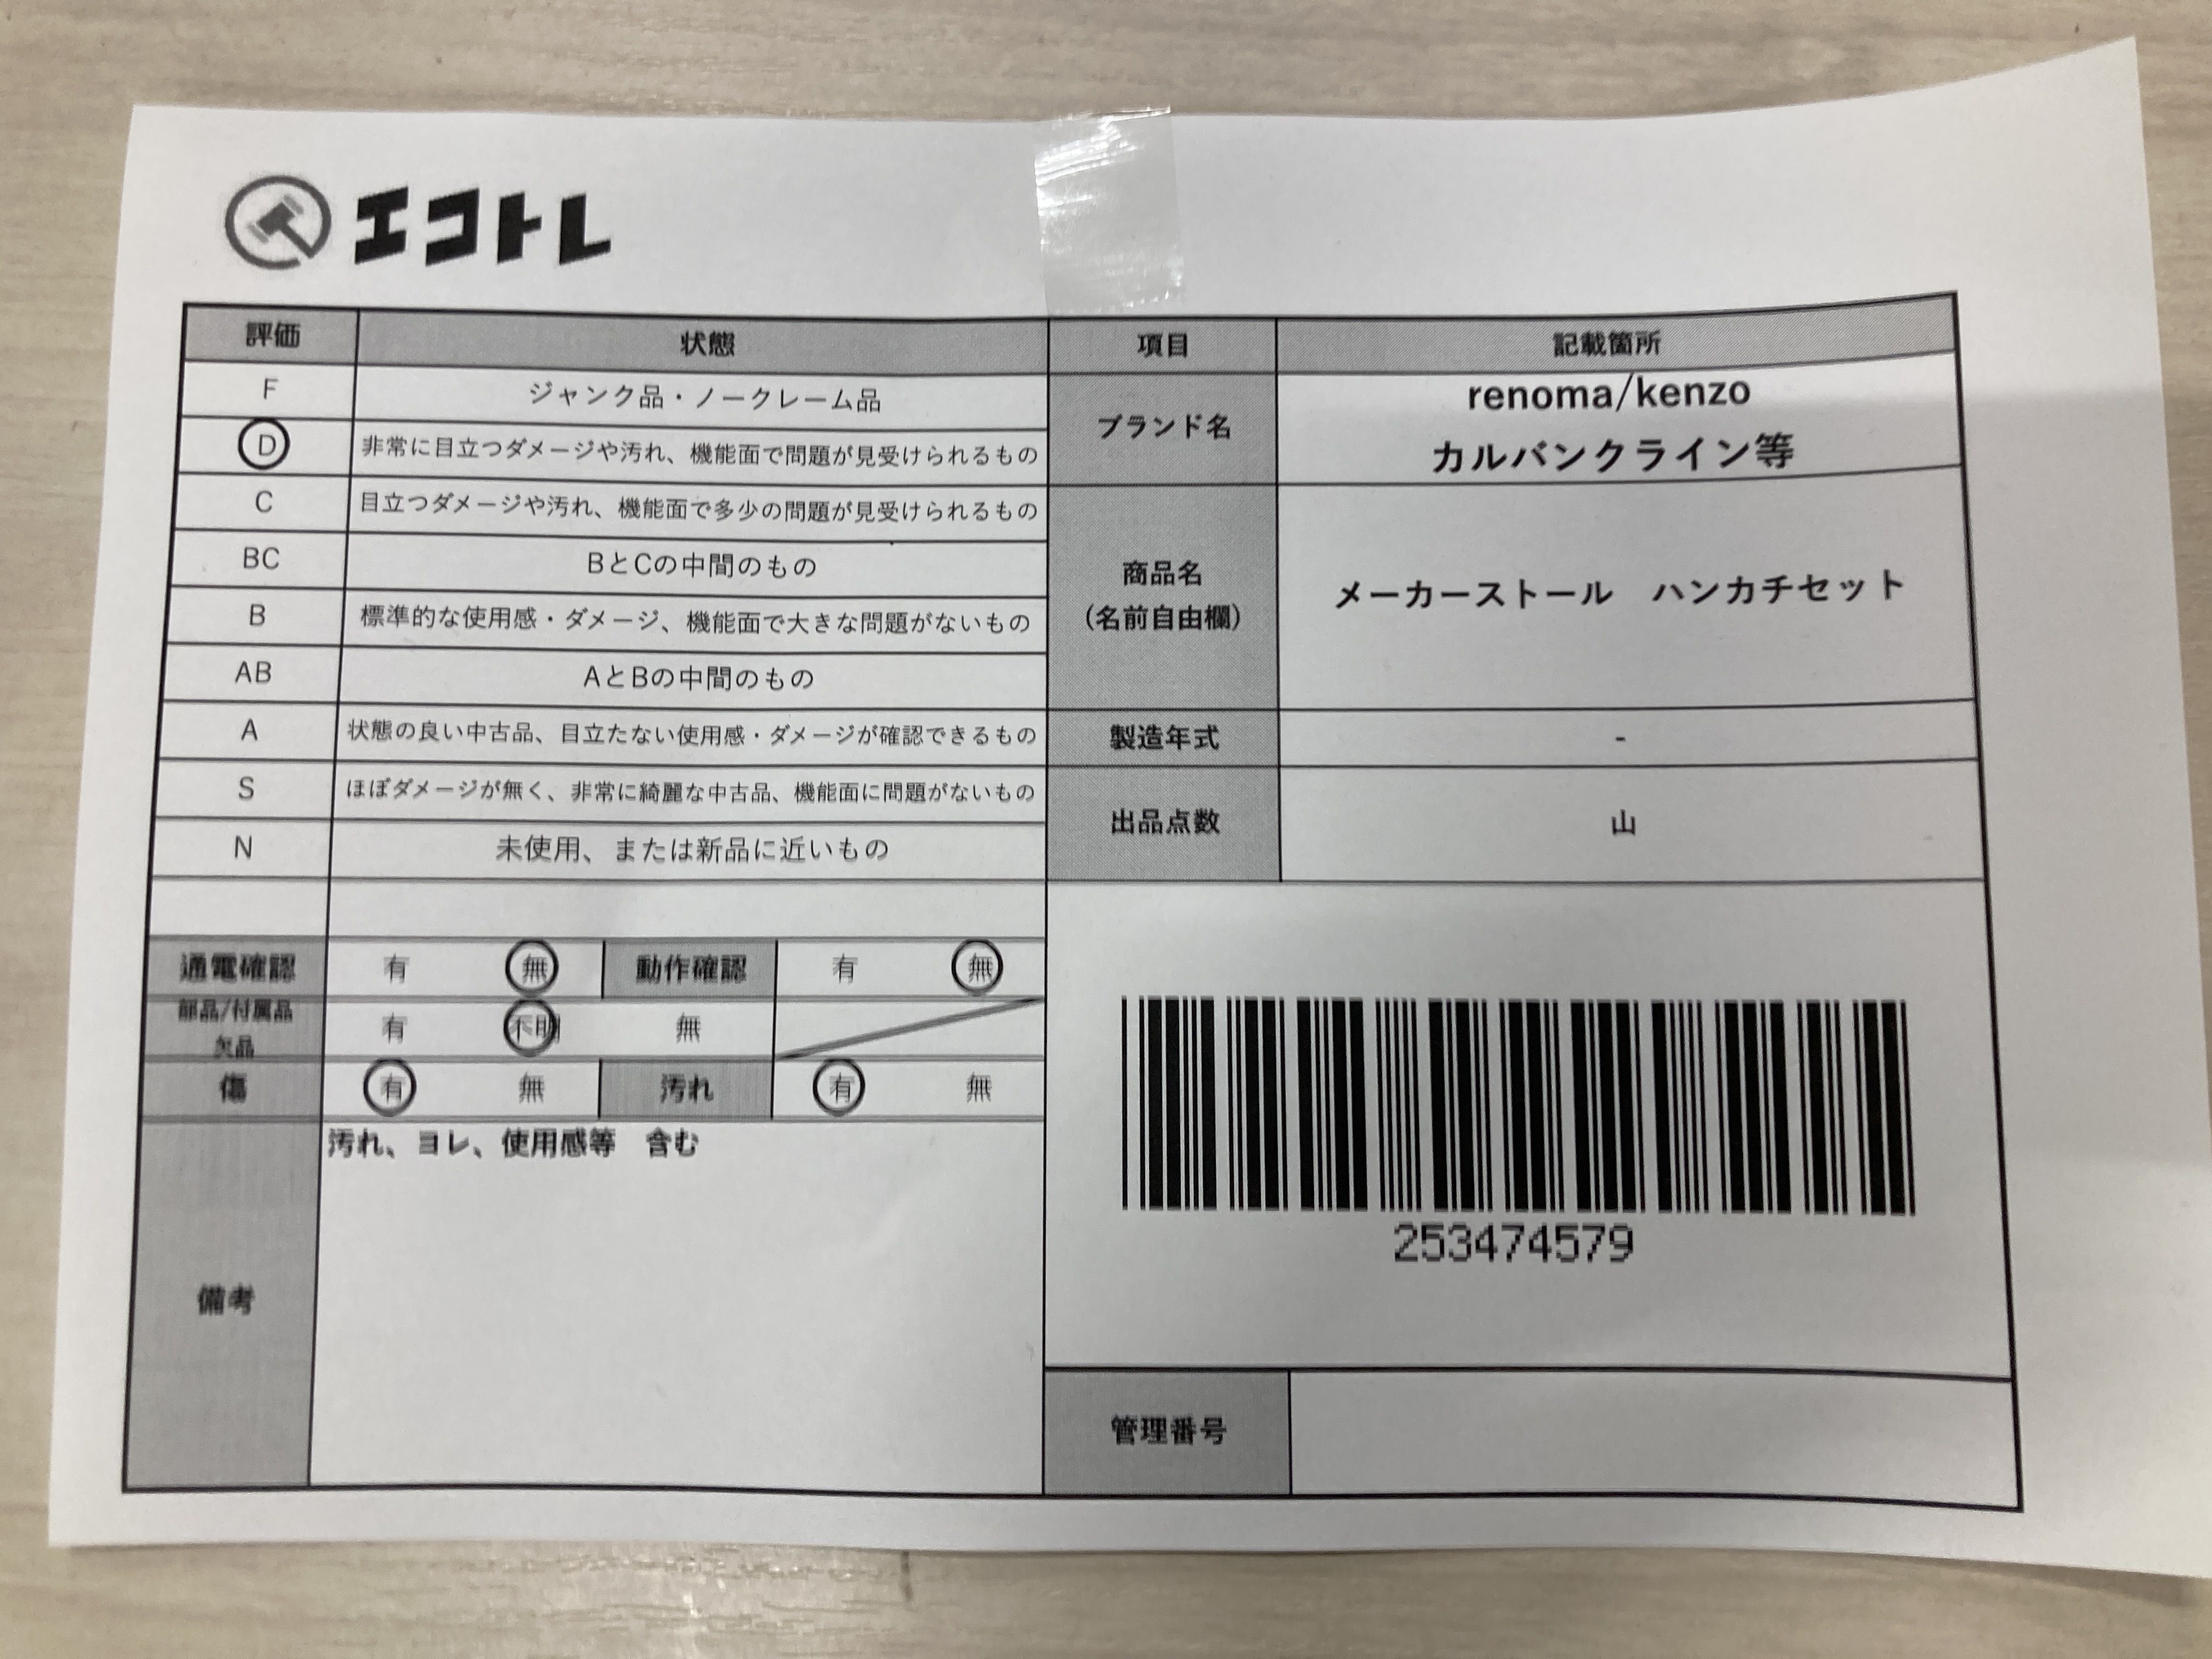 エコトレ
評価 状態 項目 記載箇所
F ジャンク品・ノークレーム品
D 非常に目立つダメージや汚れ、機能面で問題が見受けられるもの
C 目立つダメージや汚れ、機能面で多少の問題が見受けられるもの
BC BとCの中間のもの
B 標準的な使用感・ダメージ、機能面で大きな問題がないもの
AB AとBの中間のもの
A 状態の良い中古品、目立たない使用感・ダメージが確認できるもの
S ほぼダメージが無く、非常に綺麗な中古品、機能面に問題がないもの
N 未使用、または新品に近いもの
通電確認 有 無 動作確認 有 無
部品/付属品
欠品
有 不明 無
傷 有 無 汚れ 有 無
備考
汚れ、ヨレ、使用感等 含む
ブランド名
renoma/kenzo
カルバンクライン等
商品名
(名前自由欄)
メーカーストール ハンカチセット
製造年式 -
出品点数 山
253474579
管理番号